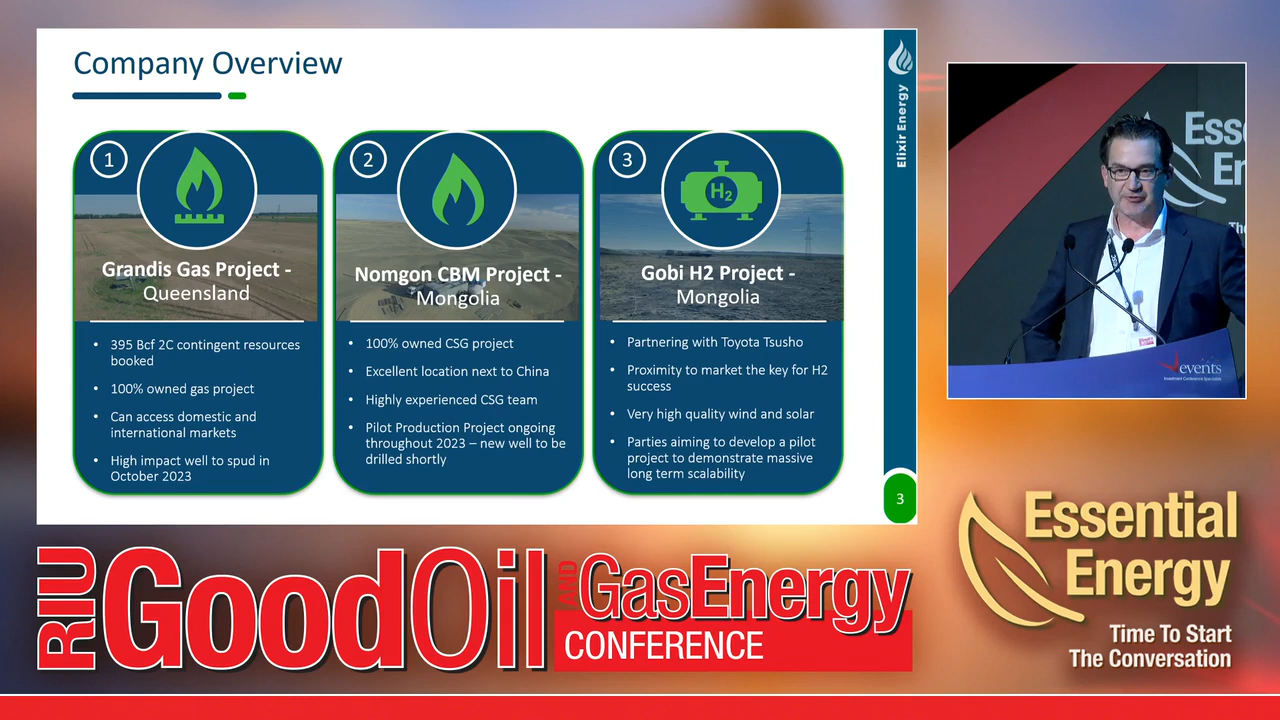 Company Overview
Elixir Energy
1
Grandis Gas Project -
Queensland
• 395 Bcf 2C contingent resources
booked
• 100% owned gas project
• Can access domestic and
international markets
• High impact well to spud in
October 2023
2
Nomgon CBM Project -
Mongolia
• 100% owned CSG project
• Excellent location next to China
• Highly experienced CSG team
• Pilot Production Project ongoing
throughout 2023 – new well to be
drilled shortly
3
H2
Gobi H2 Project -
Mongolia
• Partnering with Toyota Tsusho
• Proximity to market the key for H2
success
• Very high quality wind and solar
• Parties aiming to develop a pilot
project to demonstrate massive
long term scalability
3
Ess
En
The
events
Investment Conference Specialists
RIU GoodOil AND GasEnergy
CONFERENCE
Essential
Energy
Time To Start
The Conversation